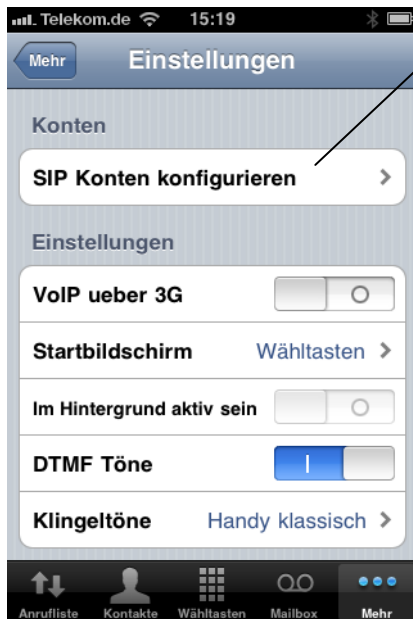 Telekom.de 15:19
Mehr Einstellungen
Konten
SIP Konten konfigurieren
Einstellungen
VoIP ueber 3G
Startbildschirm Wähltasten
Im Hintergrund aktiv sein
DTMF Töne
Klingeltöne Handy klassisch
Anrufliste Kontakte Wähltasten Mailbox Mehr